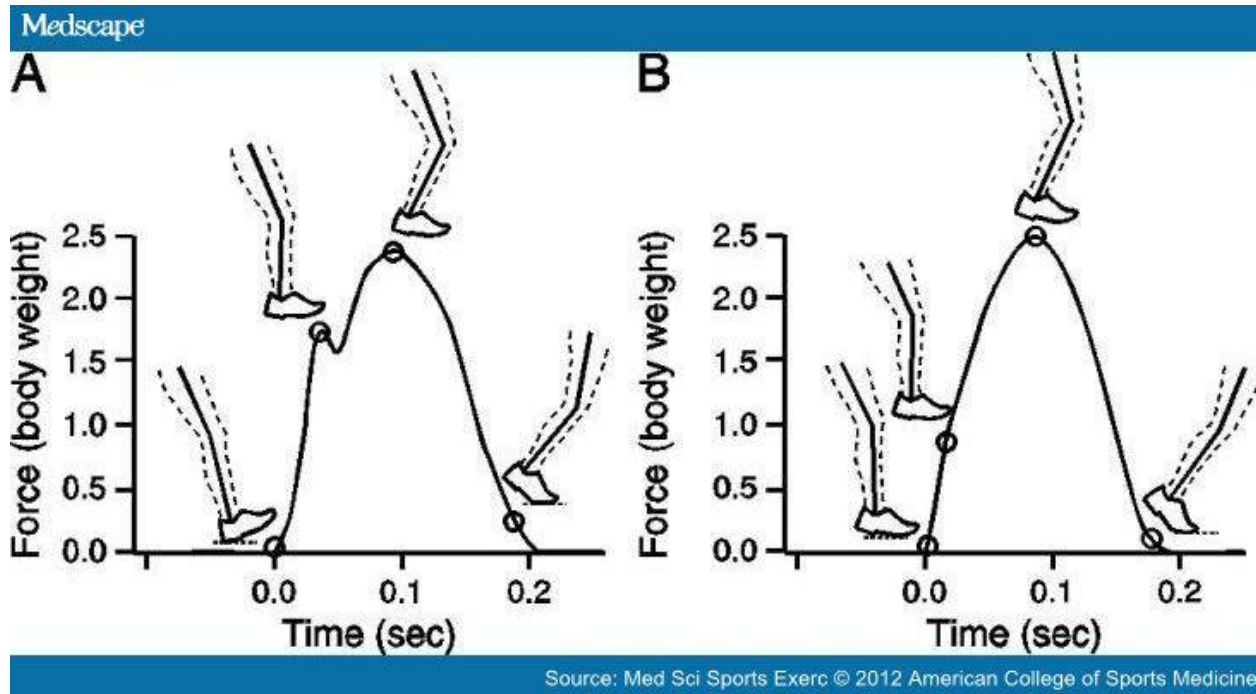 Medscape
A
Force (body weight)
2.5
2.0
1.5
1.0
0.5
0.0
0.0 0.1 0.2
Time (sec)
B
Force (body weight)
2.5
2.0
1.5
1.0
0.5
0.0
0.0 0.1 0.2
Time (sec)
Source: Med Sci Sports Exerc © 2012 American College of Sports Medicine